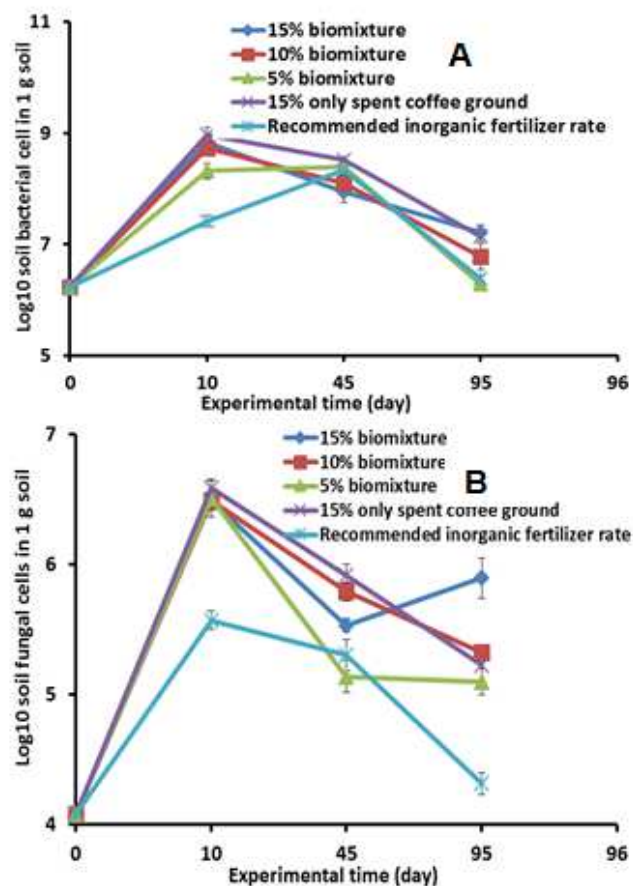 11
9
7
5
Log10 soil bacterial cell in 1 g soil
15% biomixture
10% biomixture
5% biomixture
15% only spent coffee ground
Recommended inorganic fertilizer rate
A
0 10 45 95 96
Experimental time (day)
7
6
5
4
Log10 soil fungal cells in 1 g soil
15% biomixture
10% biomixture
5% biomixture
15% only spent coffee ground
Recommended inorganic fertilizer rate
B
0 10 45 95 96
Experimental time (day)